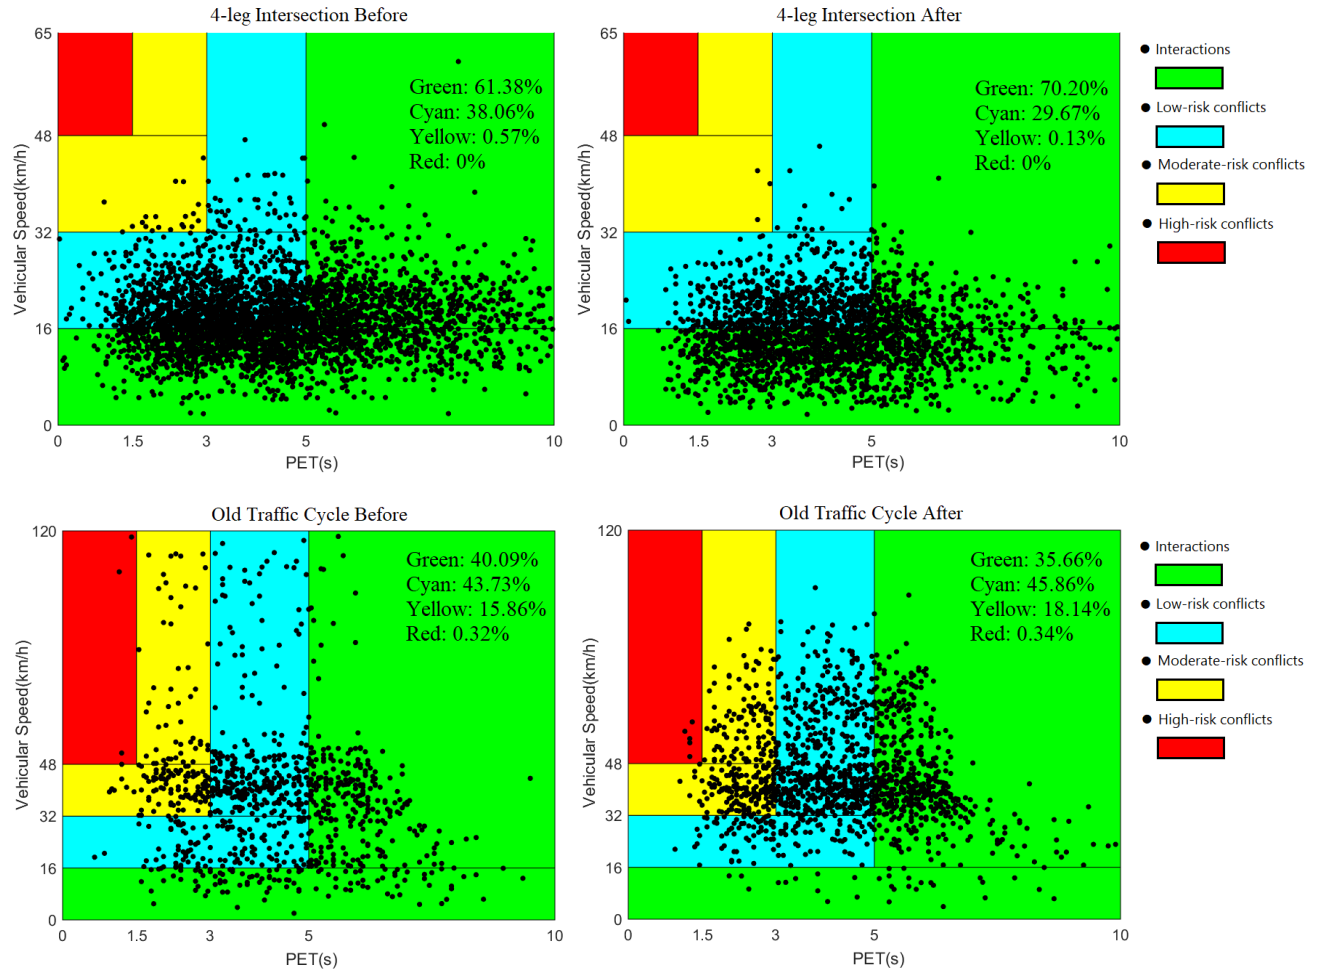 4-leg Intersection Before
65
48
32
16
0
Vehicular Speed(km/h)
Green: 61.38%
Cyan: 38.06%
Yellow: 0.57%
Red: 0%
0 1.5 3 5 10
PET(s)
4-leg Intersection After
65
48
32
16
0
Vehicular Speed(km/h)
Green: 70.20%
Cyan: 29.67%
Yellow: 0.13%
Red: 0%
0 1.5 3 5 10
PET(s)
Interactions
Low-risk conflicts
Moderate-risk conflicts
High-risk conflicts
Old Traffic Cycle Before
120
48
32
16
0
Vehicular Speed(km/h)
Green: 40.09%
Cyan: 43.73%
Yellow: 15.86%
Red: 0.32%
0 1.5 3 5 10
PET(s)
Old Traffic Cycle After
120
48
32
16
0
Vehicular Speed(km/h)
Green: 35.66%
Cyan: 45.86%
Yellow: 18.14%
Red: 0.34%
0 1.5 3 5 10
PET(s)
Interactions
Low-risk conflicts
Moderate-risk conflicts
High-risk conflicts